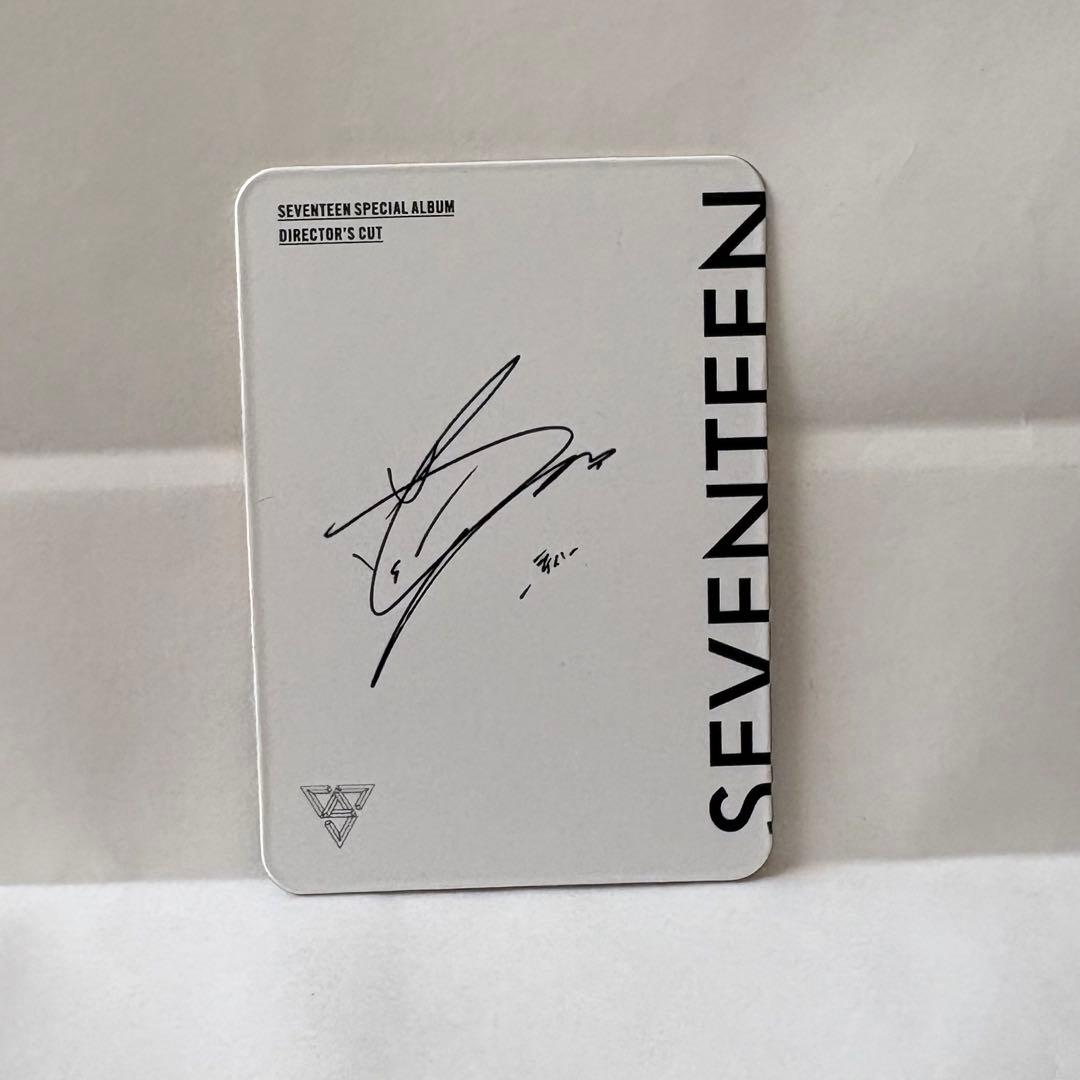 SEVENTEEN SPECIAL ALBUM
DIRECTOR'S CUT
SEVENTEEN